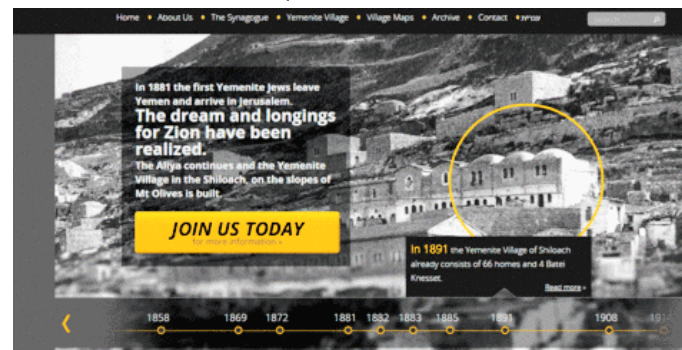 Home • About Us • The Synagogue • Yemenite Village • Village Maps • Archive • Contact • עברית
Search
In 1881 the first Yemenite Jews leave
Yemen and arrive in Jerusalem.
The dream and longings
for Zion have been
realized.
The Aliya continues and the Yemenite
Village in the Shiloach, on the slopes of
Mt Olives is built.
JOIN US TODAY
for more information »
In 1891 the Yemenite Village of Shiloach
already consists of 66 homes and 4 Batei
Knesset.
Read more »
1858 1869 1872 1881 1882 1883 1885 1891 1908 191